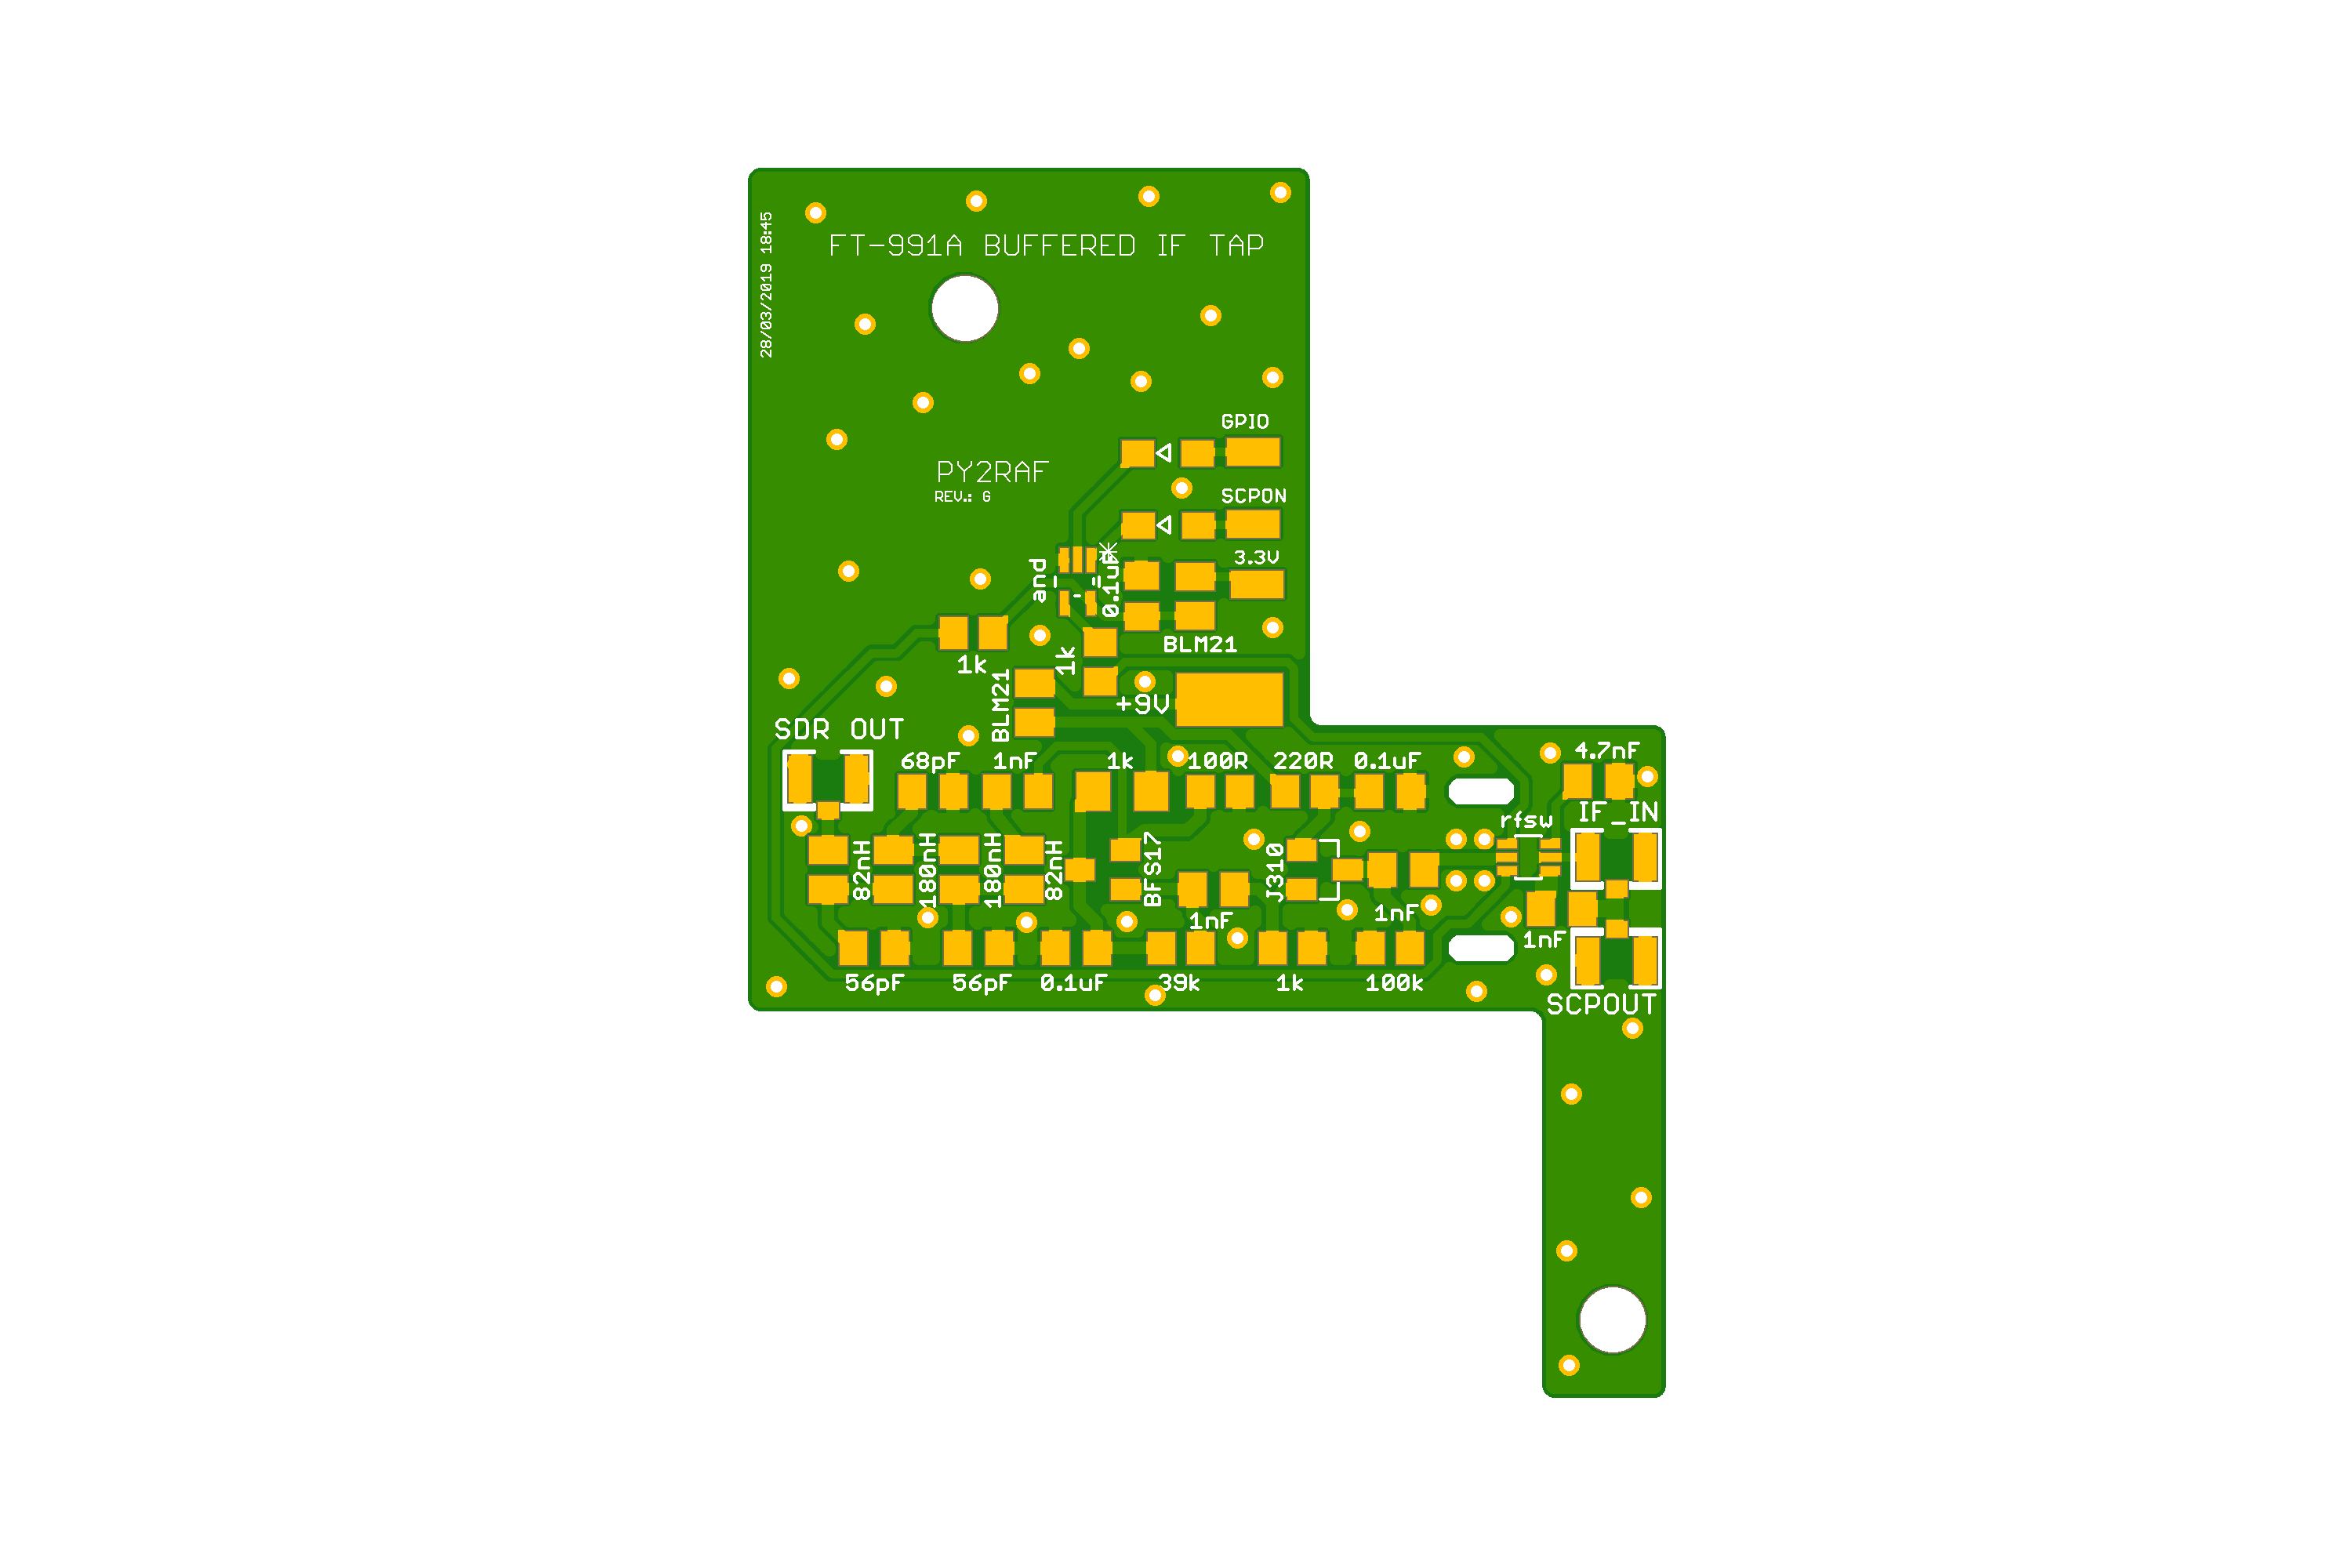 28/03/2019 18:45
FT-991A BUFFERED IF TAP
GPIO
PY2RAF
REV.: G
SCPON
3.3V
and
0.1uF
BLM21
1k
1k
BLM21
+9V
SDR OUT
68pF 1nF 1k 100R 220R 0.1uF
4.7nF
IF_IN
rfsw
82nH 180nH 180nH 82nH BFS17 J310
1nF 1nF
1nF
56pF 56pF 0.1uF 39k 1k 100k
SCPOUT